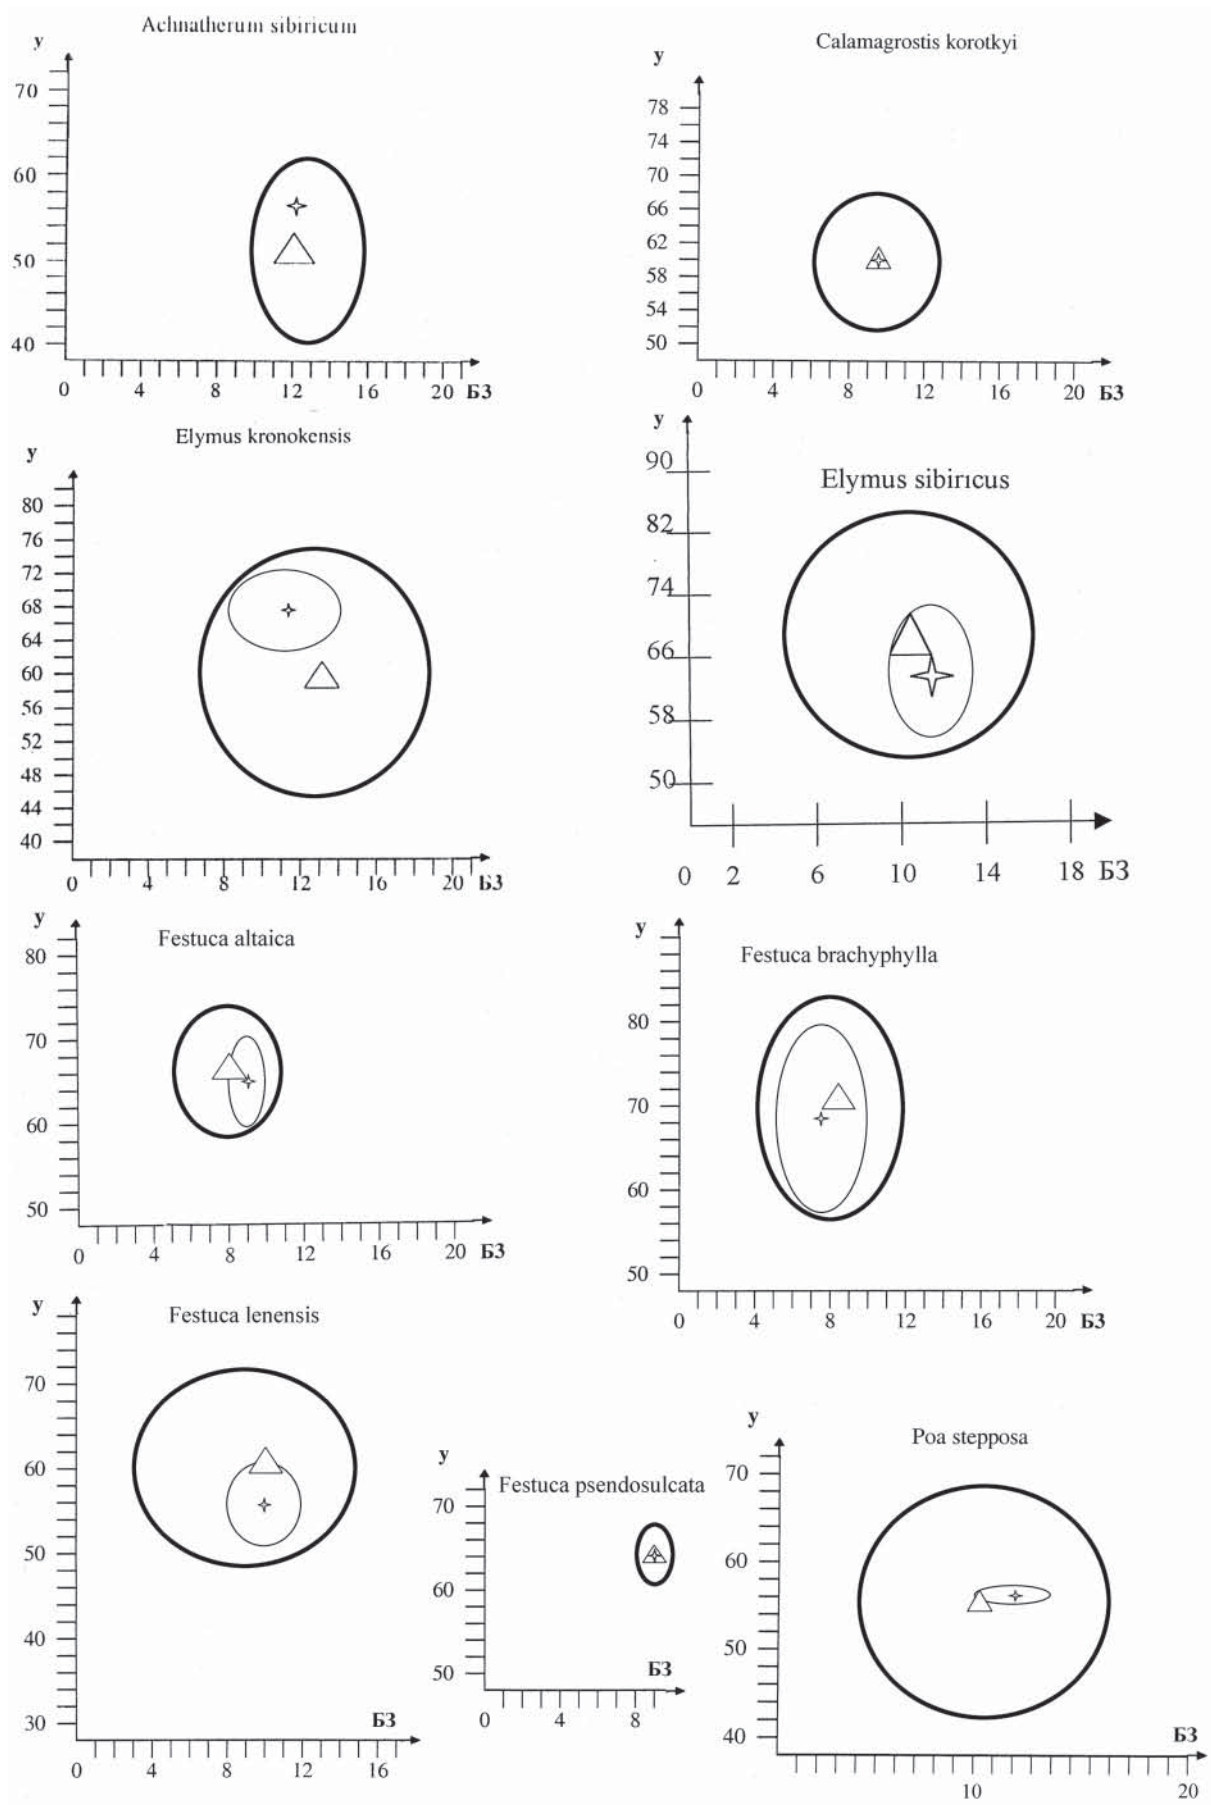 Achnatherum sibiricum
у
70
60
50
40
0 4 8 12 16 20 БЗ
Calamagrostis korotkyi
у
78
74
70
66
62
58
54
50
0 4 8 12 16 20 БЗ
Elymus kronokensis
у
80
76
72
68
64
60
56
52
48
44
40
0 4 8 12 16 20 БЗ
у
Elymus sibiricus
90
82
74
66
58
50
0 2 6 10 14 18 БЗ
у
Festuca altaica
80
70
60
50
0 4 8 12 16 20 БЗ
у
Festuca brachyphylla
80
70
60
50
0 4 8 12 16 20 БЗ
у
Festuca lenensis
70
60
50
40
30
БЗ
0 4 8 12 16
у
Festuca psendosulcata
70
60
50
БЗ
0 4 8
у
Poa stepposa
70
60
50
40
БЗ
10 20